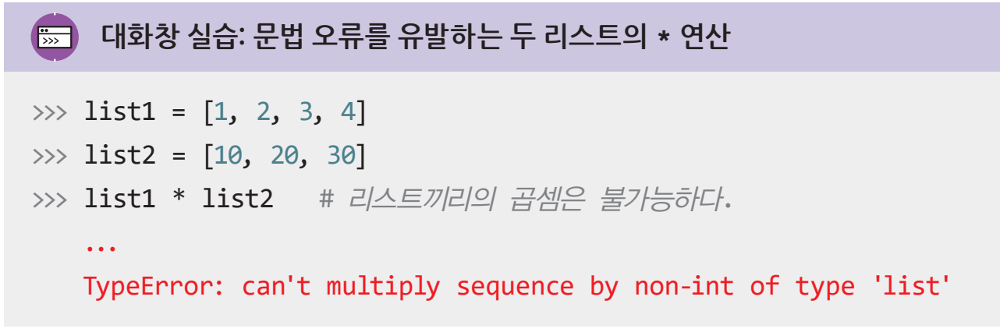 >>> 대화창 실습: 문법 오류를 유발하는 두 리스트의 * 연산
>>> list1 = [1, 2, 3, 4]
>>> list2 = [10, 20, 30]
>>> list1 * list2 # 리스트끼리의 곱셈은 불가능하다.
...
TypeError: can't multiply sequence by non-int of type 'list'